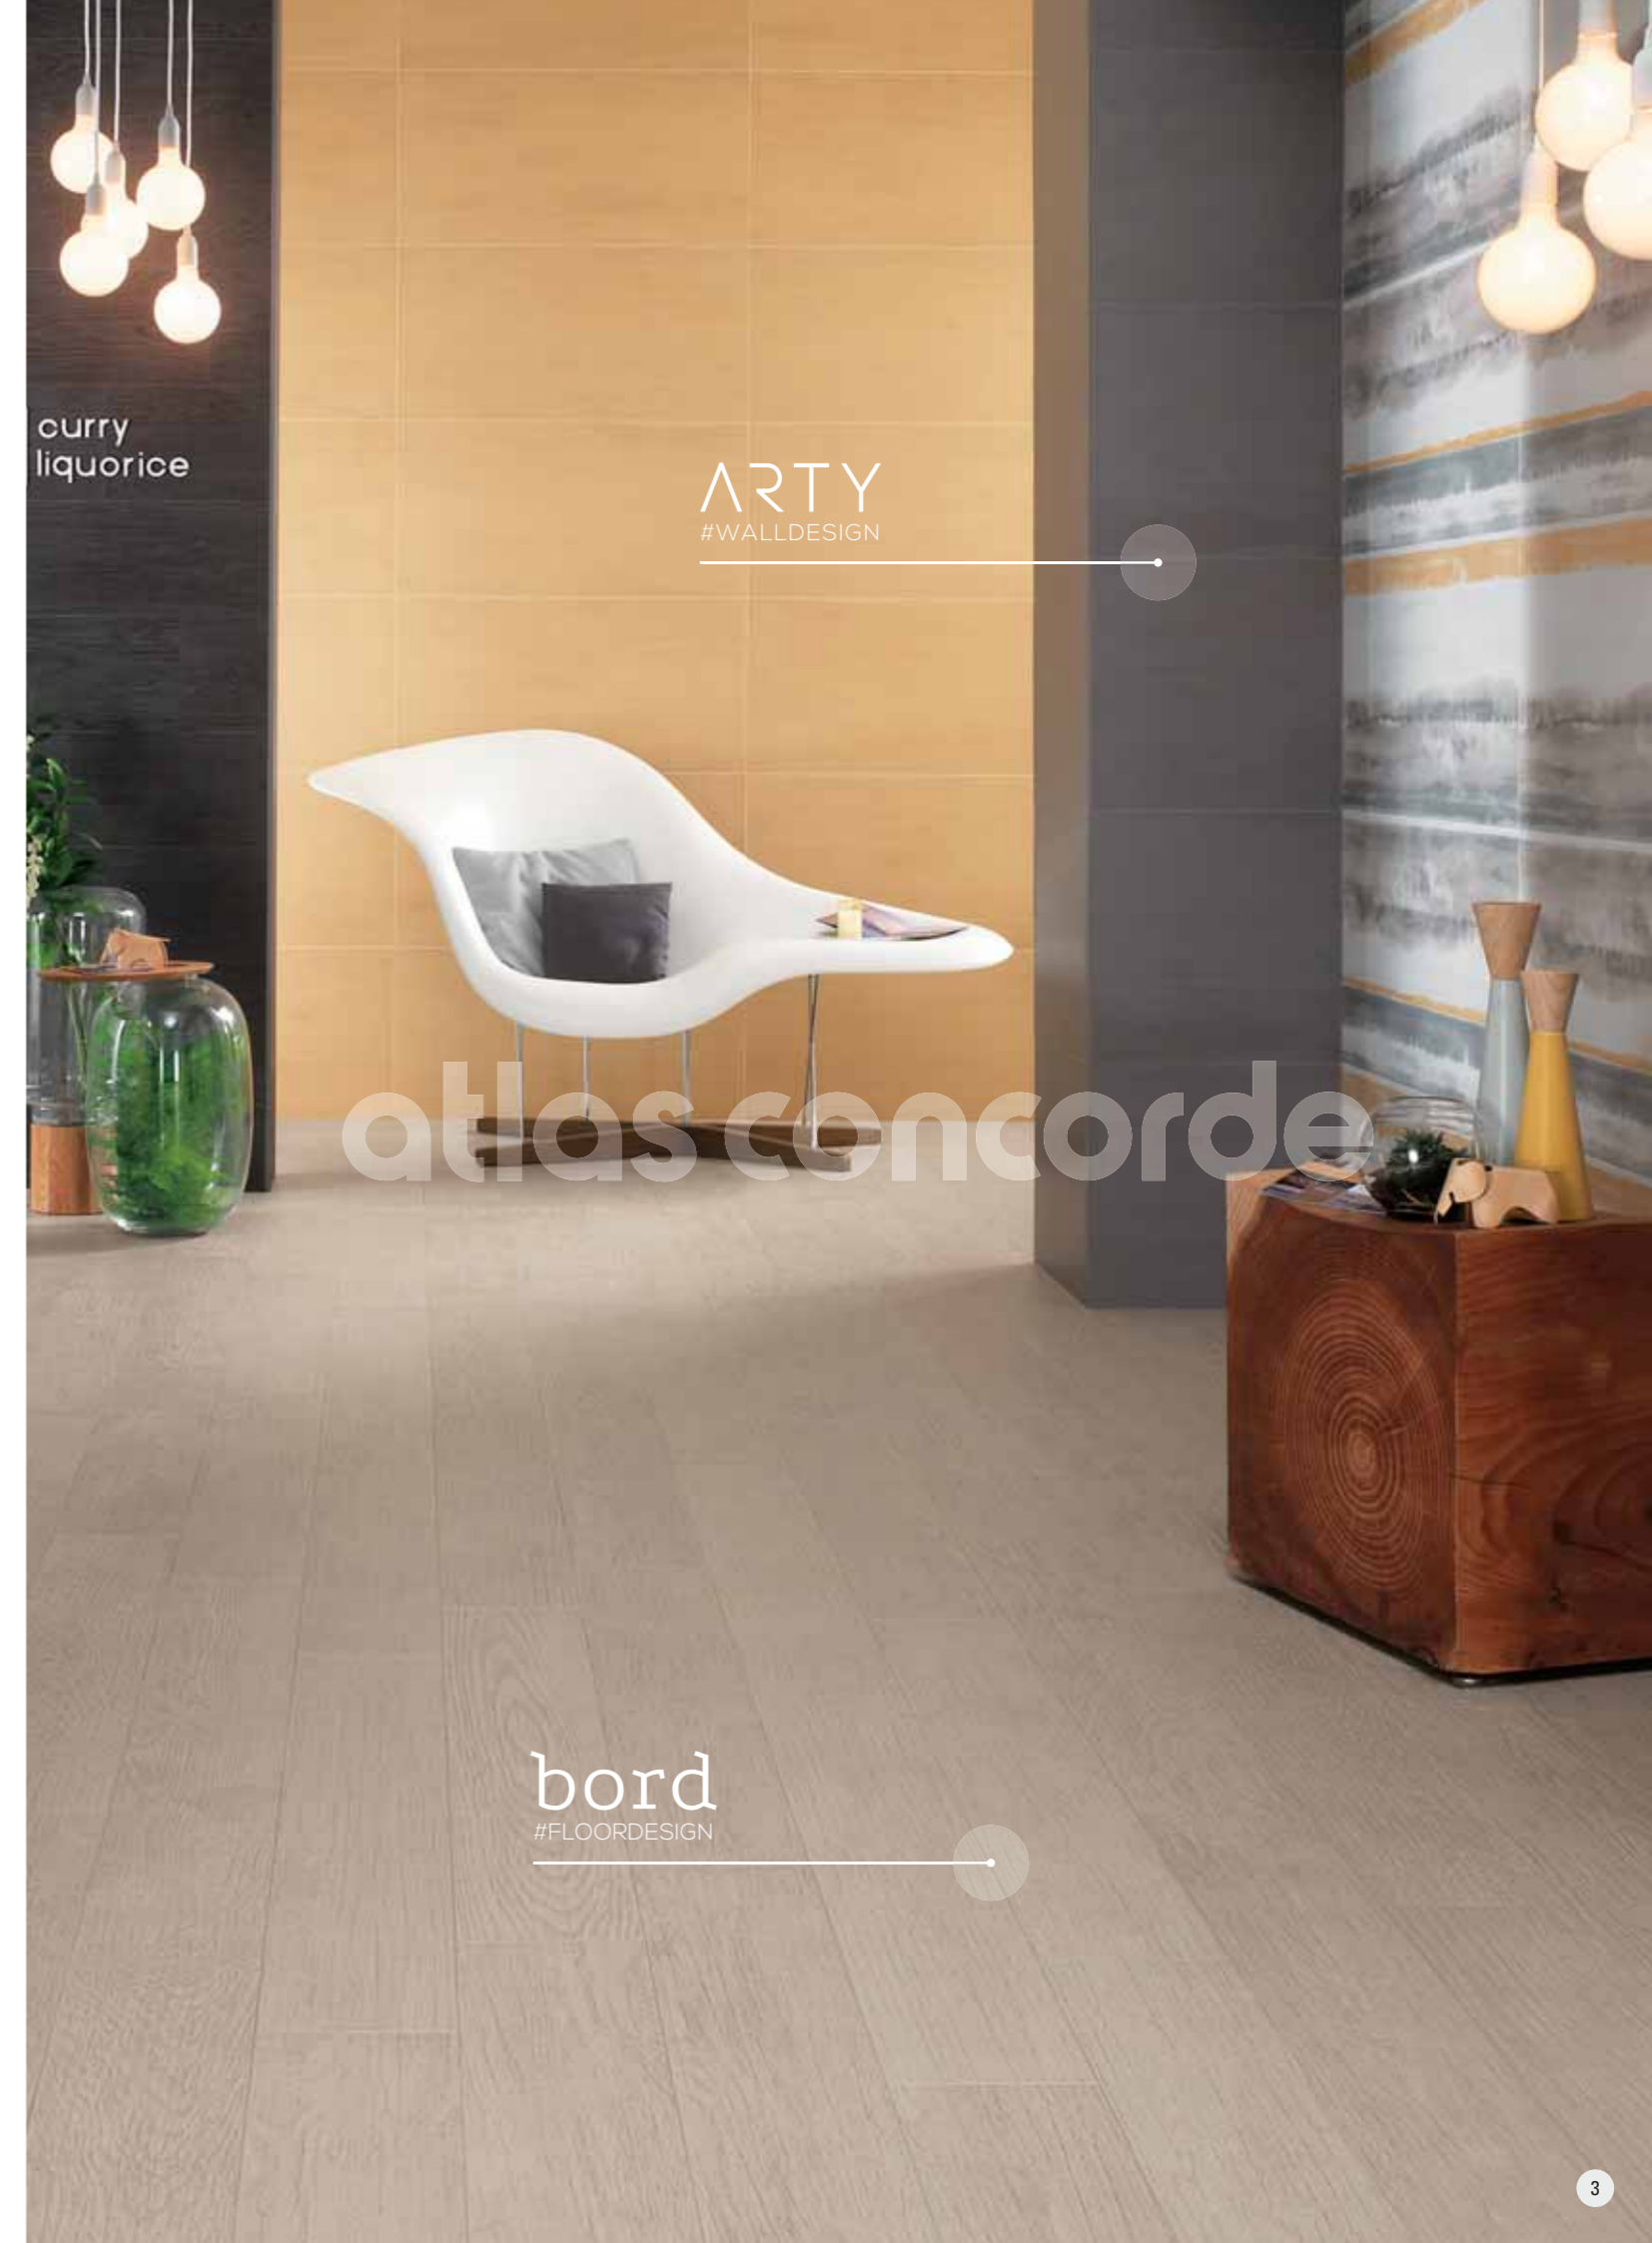 curry
liquorice
ARTY
#WALLDESIGN
atlas concorde
bord
#FLOORDESIGN
3